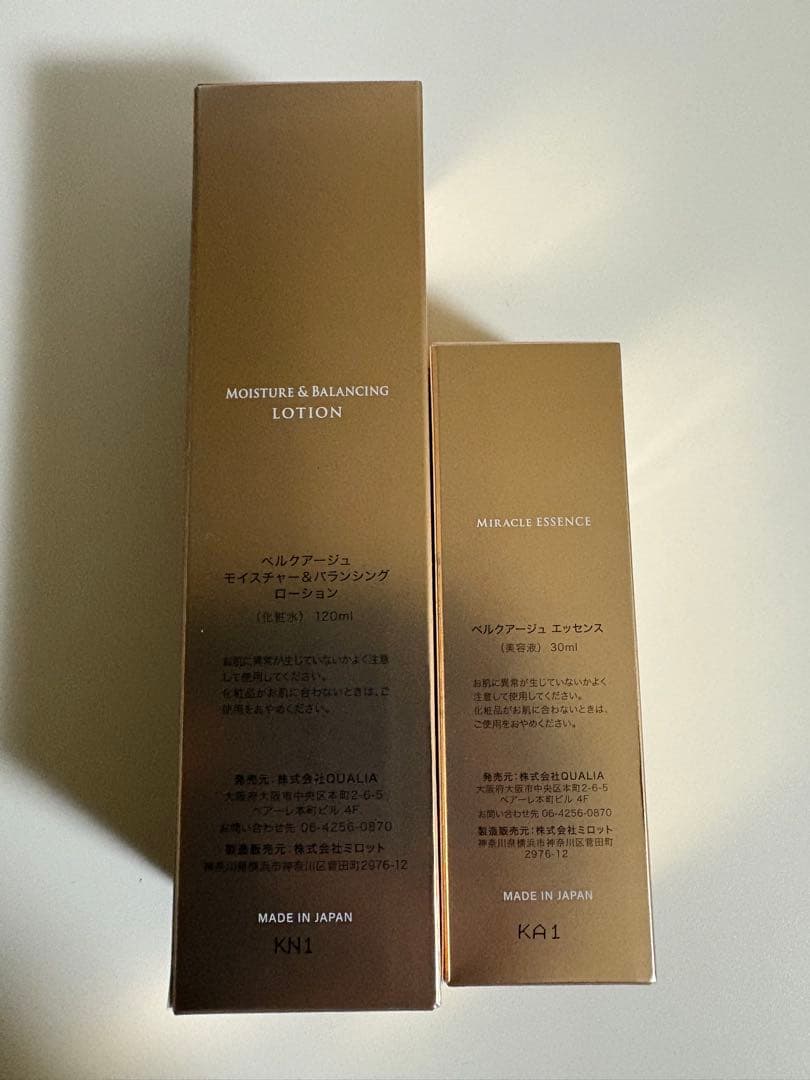 MOISTURE & BALANCING
LOTION
ベルクアージュ
モイスチャー＆バランシング
ローション
（化粧水） 120ml
お肌に異常が生じていないかよく注意
して使用してください。
化粧品がお肌に合わないときは、ご
使用をおやめください。
発売元：株式会社QUALIA
大阪府大阪市中央区本町2-6-5
ベアーレ本町ビル 4F
お問い合わせ先 06-4256-0870
製造販売元：株式会社ミロット
神奈川県横浜市神奈川区菅田町2976-12
MADE IN JAPAN
KN1
MIRACLE ESSENCE
ベルクアージュ エッセンス
（美容液） 30ml
お肌に異常が生じていないかよく
注意して使用してください。
化粧品がお肌に合わないときは、
ご使用をおやめください。
発売元：株式会社QUALIA
大阪府大阪市中央区本町2-6-5
ベアーレ本町ビル 4F
お問い合わせ先 06-4256-0870
製造販売元：株式会社ミロット
神奈川県横浜市神奈川区菅田町
2976-12
MADE IN JAPAN
KA1